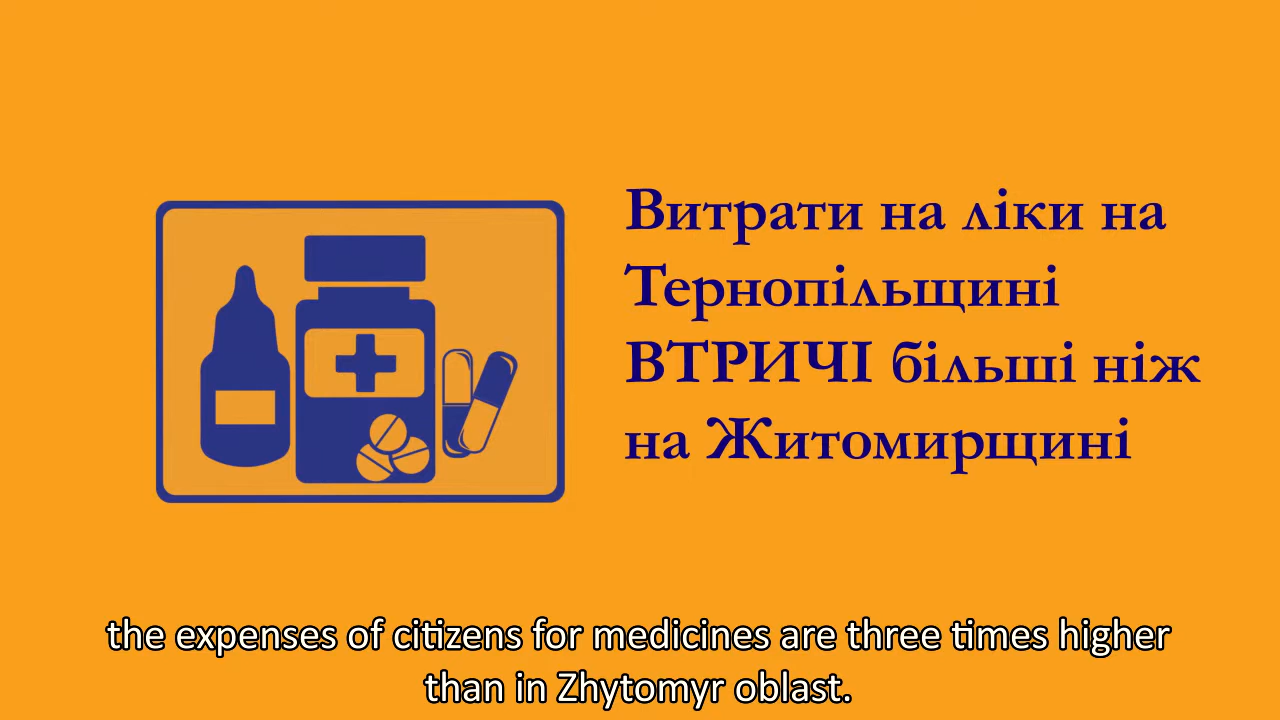 Витрати на ліки на
Тернопільщині
ВТРИЧІ більші ніж
на Житомирщині
the expenses of citizens for medicines are three times higher
than in Zhytomyr oblast.